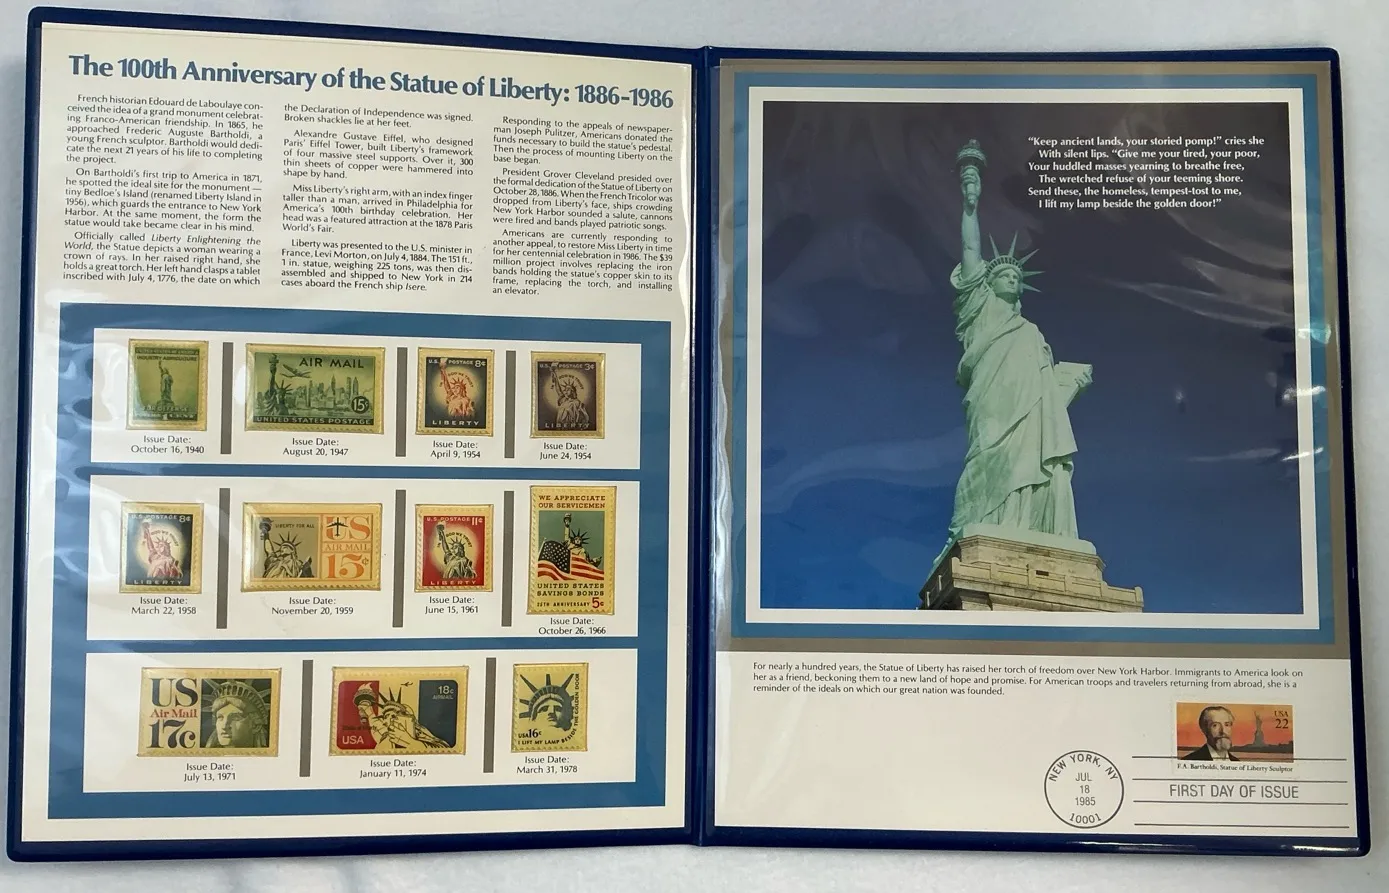 The 100th Anniversary of the Statue of Liberty: 1886-1986
French historian Edouard de Laboulaye con-
ceived the idea of a grand monument celebrat-
ing Franco-American friendship. In 1865, he
approached Frederic Auguste Bartholdi, a
young French sculptor. Bartholdi would dedi-
cate the next 21 years of his life to completing
the project.
On Bartholdi's first trip to America in 1871,
he spotted the ideal site for the monument —
tiny Bedloe's Island (renamed Liberty Island in
1956), which guards the entrance to New York
Harbor. At the same moment, the form the
statue would take became clear in his mind.
Officially called Liberty Enlightening the
World, the Statue depicts a woman wearing a
crown of rays. In her raised right hand, she
holds a great torch. Her left hand clasps a tablet
inscribed with July 4, 1776, the date on which
the Declaration of Independence was signed.
Broken shackles lie at her feet.
Alexandre Gustave Eiffel, who designed
Paris' Eiffel Tower, built Liberty's framework
of four massive steel supports. Over it, 300
thin sheets of copper were hammered into
shape by hand.
Miss Liberty's right arm, with an index finger
larger than a man, arrived in Philadelphia for
America's 100th birthday celebration. Her
head was a featured attraction at the 1878 Paris
World's Fair.
Liberty was presented to the U.S. minister in
France, Levi Morton, on July 4, 1884. The 151 ft.,
1 in. statue, weighing 225 tons, was then dis-
assembled and shipped to New York in 214
cases aboard the French ship Isere.
Responding to the appeals of newspaper-
man Joseph Pulitzer, Americans donated the
funds necessary to build the statue's pedestal.
Then the process of mounting Liberty on the
base began.
President Grover Cleveland presided over
the formal dedication of the Statue of Liberty on
October 28, 1886. When the French Tricolor was
dropped from Liberty's face, ships crowding
New York Harbor sounded a salute, cannons
were fired and bands played patriotic songs.
Americans are currently responding to
another appeal, to restore Miss Liberty in time
for her centennial celebration in 1986. The $39
million project involves replacing the iron
bands holding the statue's copper skin to its
frame, replacing the torch, and installing
an elevator.
INDUSTRY AGRICULTURE
FOR DEFENSE
Issue Date:
October 16, 1940
AIR MAIL
15¢
UNITED STATES POSTAGE
Issue Date:
August 20, 1947
U.S. POSTAGE 8¢
IN GOD WE TRUST
LIBERTY
Issue Date:
April 9, 1954
U.S. POSTAGE 3¢
IN GOD WE TRUST
LIBERTY
Issue Date:
June 24, 1954
U.S. POSTAGE 8¢
LIBERTY
Issue Date:
March 22, 1958
LIBERTY FOR ALL
US
AIR MAIL
15¢
Issue Date:
November 20, 1959
U.S. POSTAGE 11¢
LIBERTY
Issue Date:
June 15, 1961
WE APPRECIATE
OUR SERVICEMEN
UNITED STATES
SAVINGS BONDS
25TH ANNIVERSARY 5¢
Issue Date:
October 26, 1966
US
Air Mail
17c
Issue Date:
July 13, 1971
18¢
AIRMAIL
USA
Issue Date:
January 11, 1974
USA 16c
I LIFT MY LAMP BESIDE THE GOLDEN DOOR
Issue Date:
March 31, 1978
"Keep ancient lands, your storied pomp!" cries she
With silent lips. "Give me your tired, your poor,
Your huddled masses yearning to breathe free,
The wretched refuse of your teeming shore.
Send these, the homeless, tempest-tost to me,
I lift my lamp beside the golden door!"
For nearly a hundred years, the Statue of Liberty has raised her torch of freedom over New York Harbor. Immigrants to America look on
her as a friend, beckoning them to a new land of hope and promise. For American troops and travelers returning from abroad, she is a
reminder of the ideals on which our great nation was founded.
USA
22
F.A. Bartholdi, Statue of Liberty Sculptor
NEW YORK, NY
JUL
18
1985
10001
FIRST DAY OF ISSUE